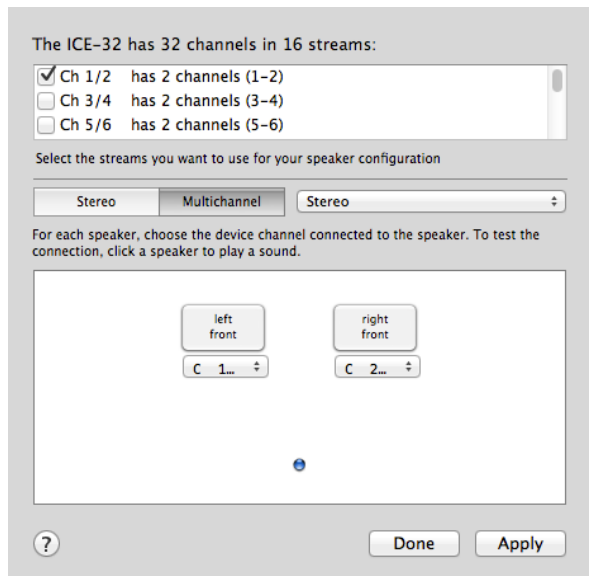 The ICE-32 has 32 channels in 16 streams:
Ch 1/2 has 2 channels (1-2)
Ch 3/4 has 2 channels (3-4)
Ch 5/6 has 2 channels (5-6)
Select the streams you want to use for your speaker configuration
Stereo Multichannel Stereo
For each speaker, choose the device channel connected to the speaker. To test the
connection, click a speaker to play a sound.
left right
front front
C 1... C 2...
? Done Apply